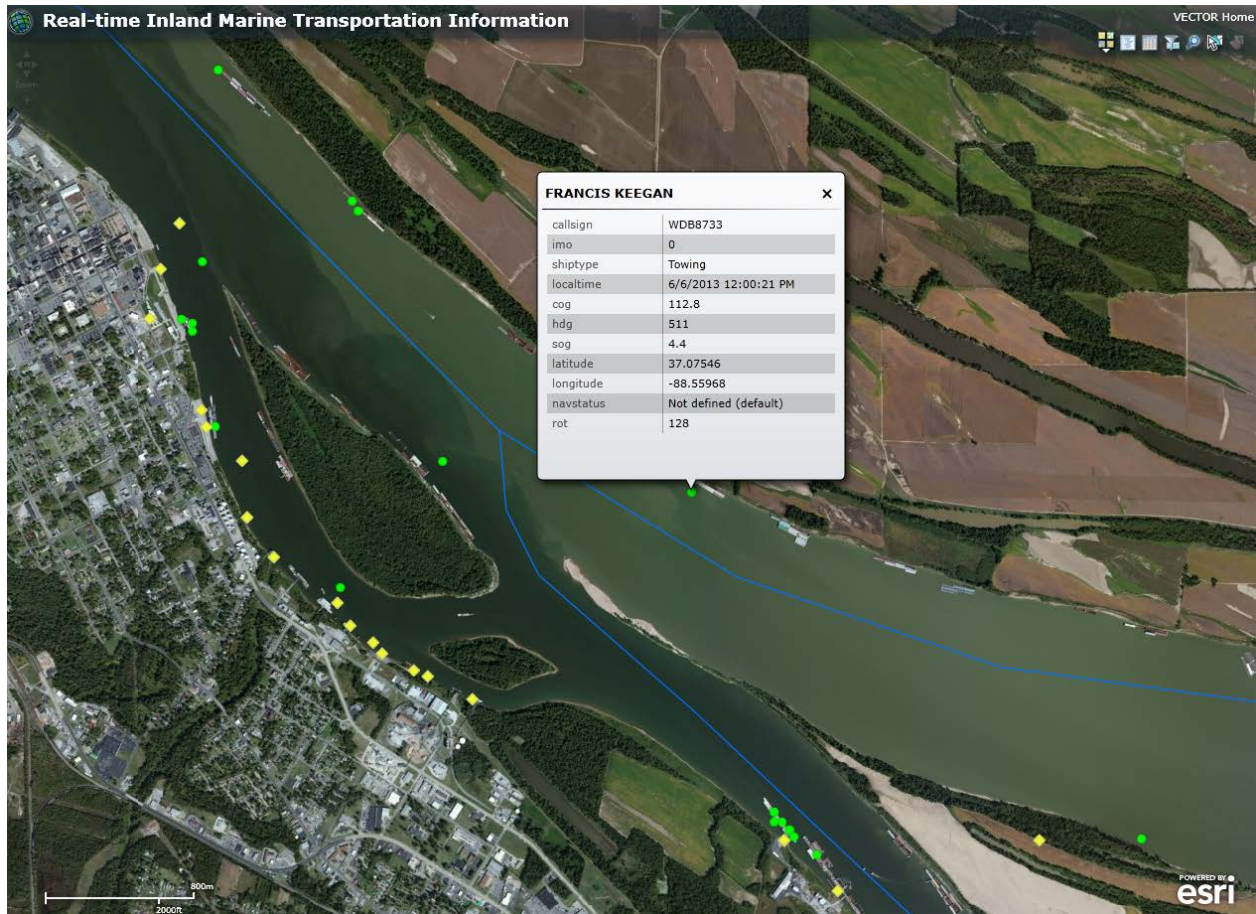 Real-time Inland Marine Transportation Information
VECTOR Home
Zoom
FRANCIS KEEGAN
callsign WDB8733
imo 0
shiptype Towing
localtime 6/6/2013 12:00:21 PM
cog 112.8
hdg 511
sog 4.4
latitude 37.07546
longitude -88.55968
navstatus Not defined (default)
rot 128
800m
2000ft
POWERED BY
esri